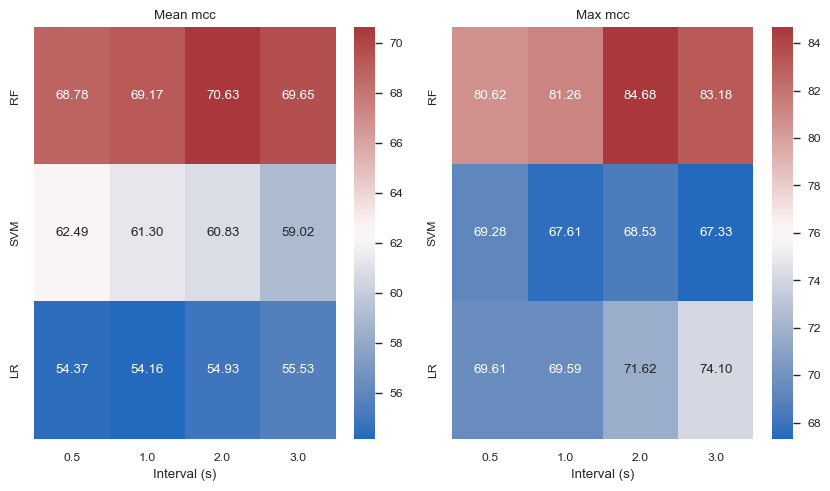 Mean mcc
RF
68.78 69.17 70.63 69.65
SVM
62.49 61.30 60.83 59.02
LR
54.37 54.16 54.93 55.53
0.5 1.0 2.0 3.0
Interval (s)
70
68
66
64
62
60
58
56
Max mcc
RF
80.62 81.26 84.68 83.18
SVM
69.28 67.61 68.53 67.33
LR
69.61 69.59 71.62 74.10
0.5 1.0 2.0 3.0
Interval (s)
84
82
80
78
76
74
72
70
68